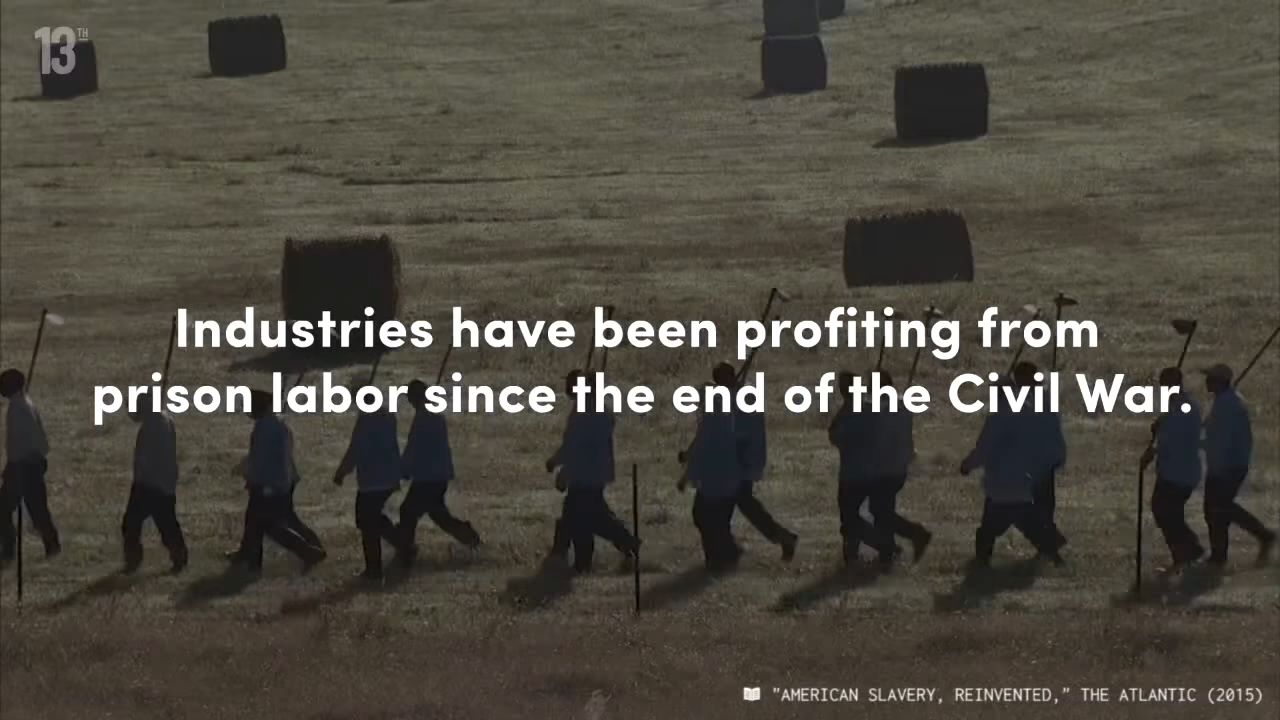 13TH
Industries have been profiting from
prison labor since the end of the Civil War.
"AMERICAN SLAVERY, REINVENTED," THE ATLANTIC (2015)